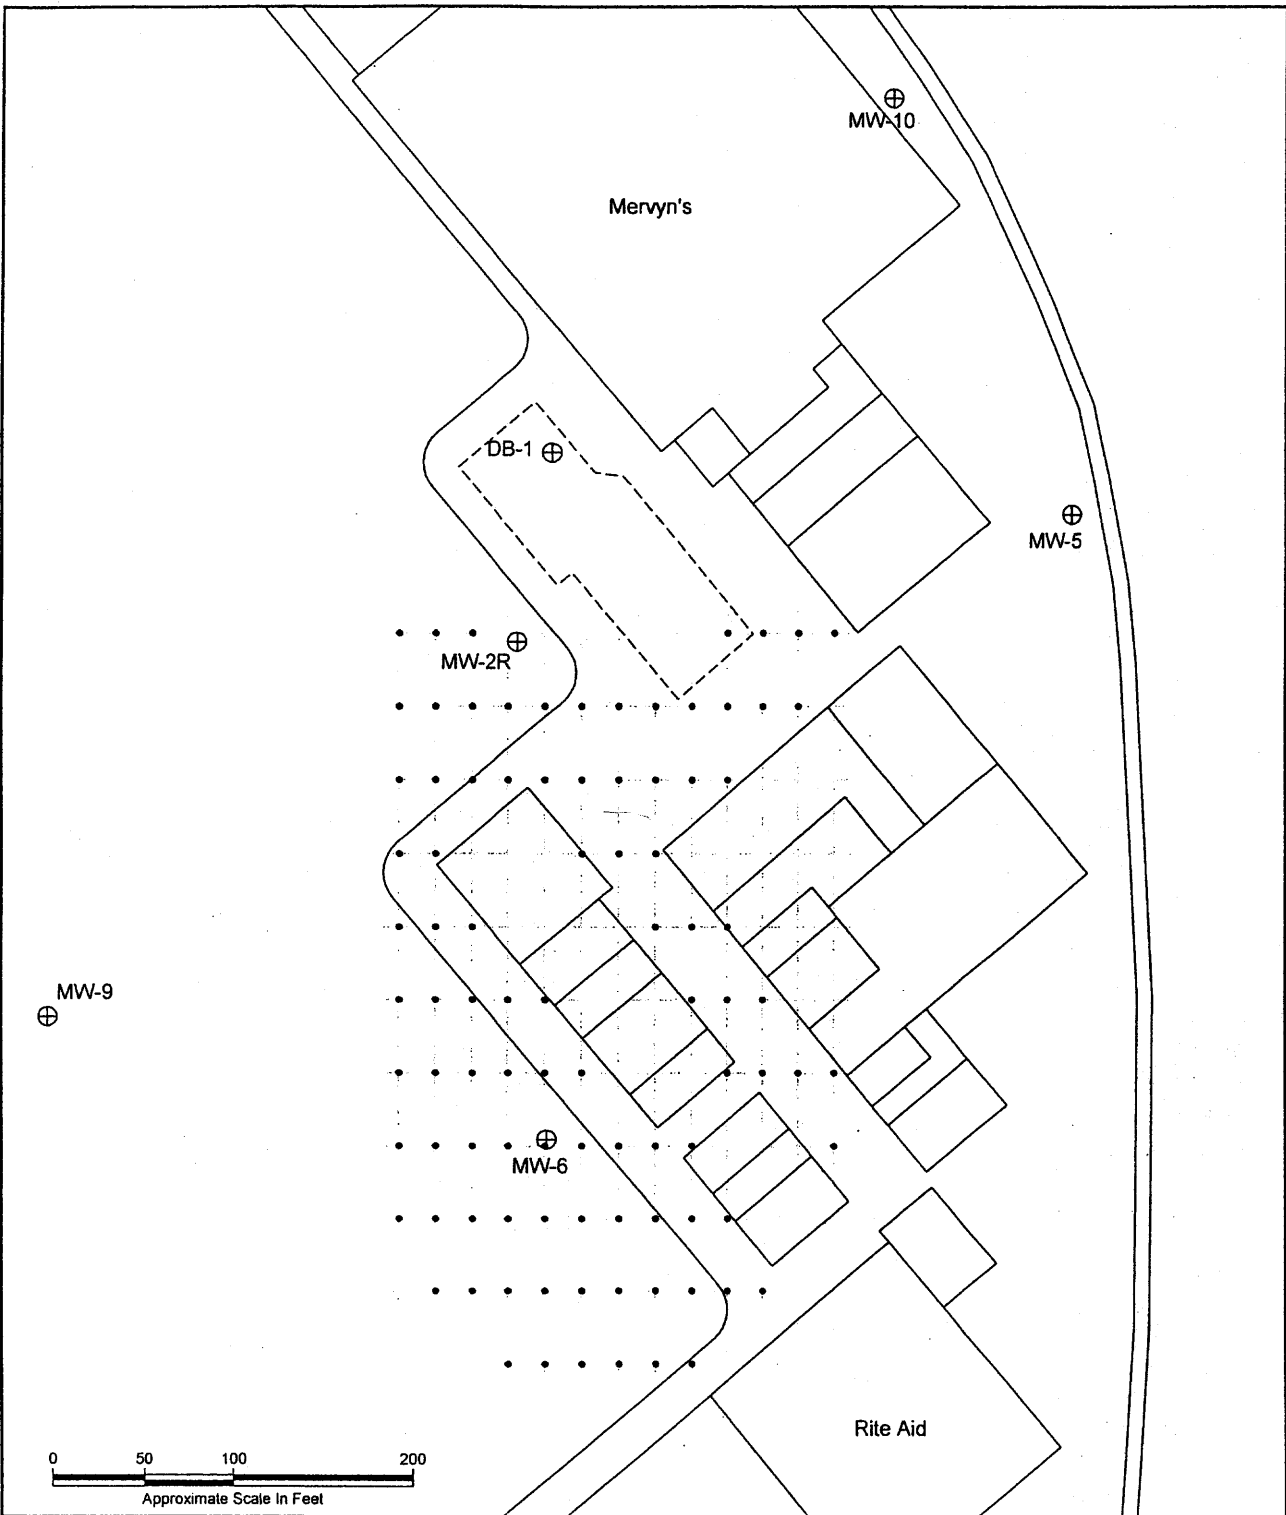 MW-10
Mervyn's
DB-1
MW-5
MW-2R
MW-9
MW-6
Rite Aid
0 50 100 200
Approximate Scale In Feet